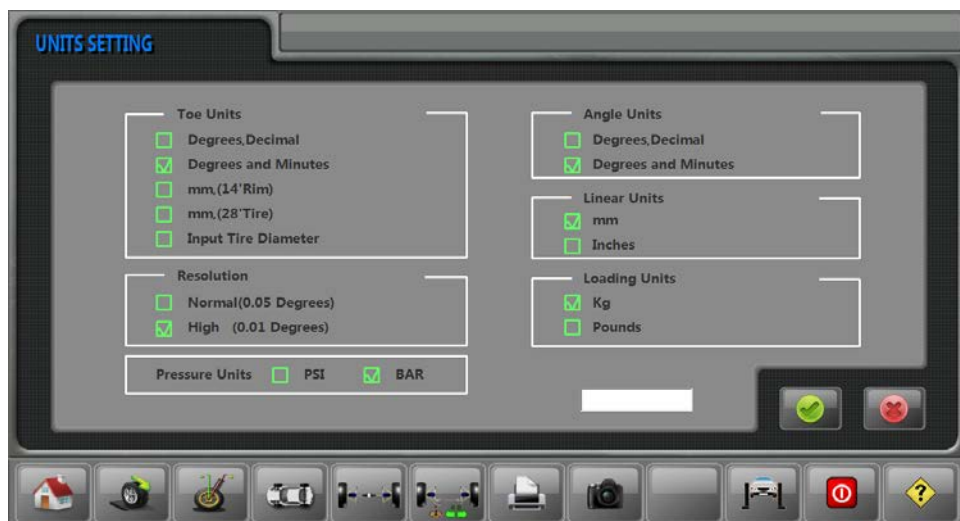 UNITS SETTING
Toe Units
Degrees,Decimal
Degrees and Minutes
mm,(14'Rim)
mm,(28'Tire)
Input Tire Diameter
Resolution
Normal(0.05 Degrees)
High (0.01 Degrees)
Pressure Units PSI BAR
Angle Units
Degrees,Decimal
Degrees and Minutes
Linear Units
mm
Inches
Loading Units
Kg
Pounds
?